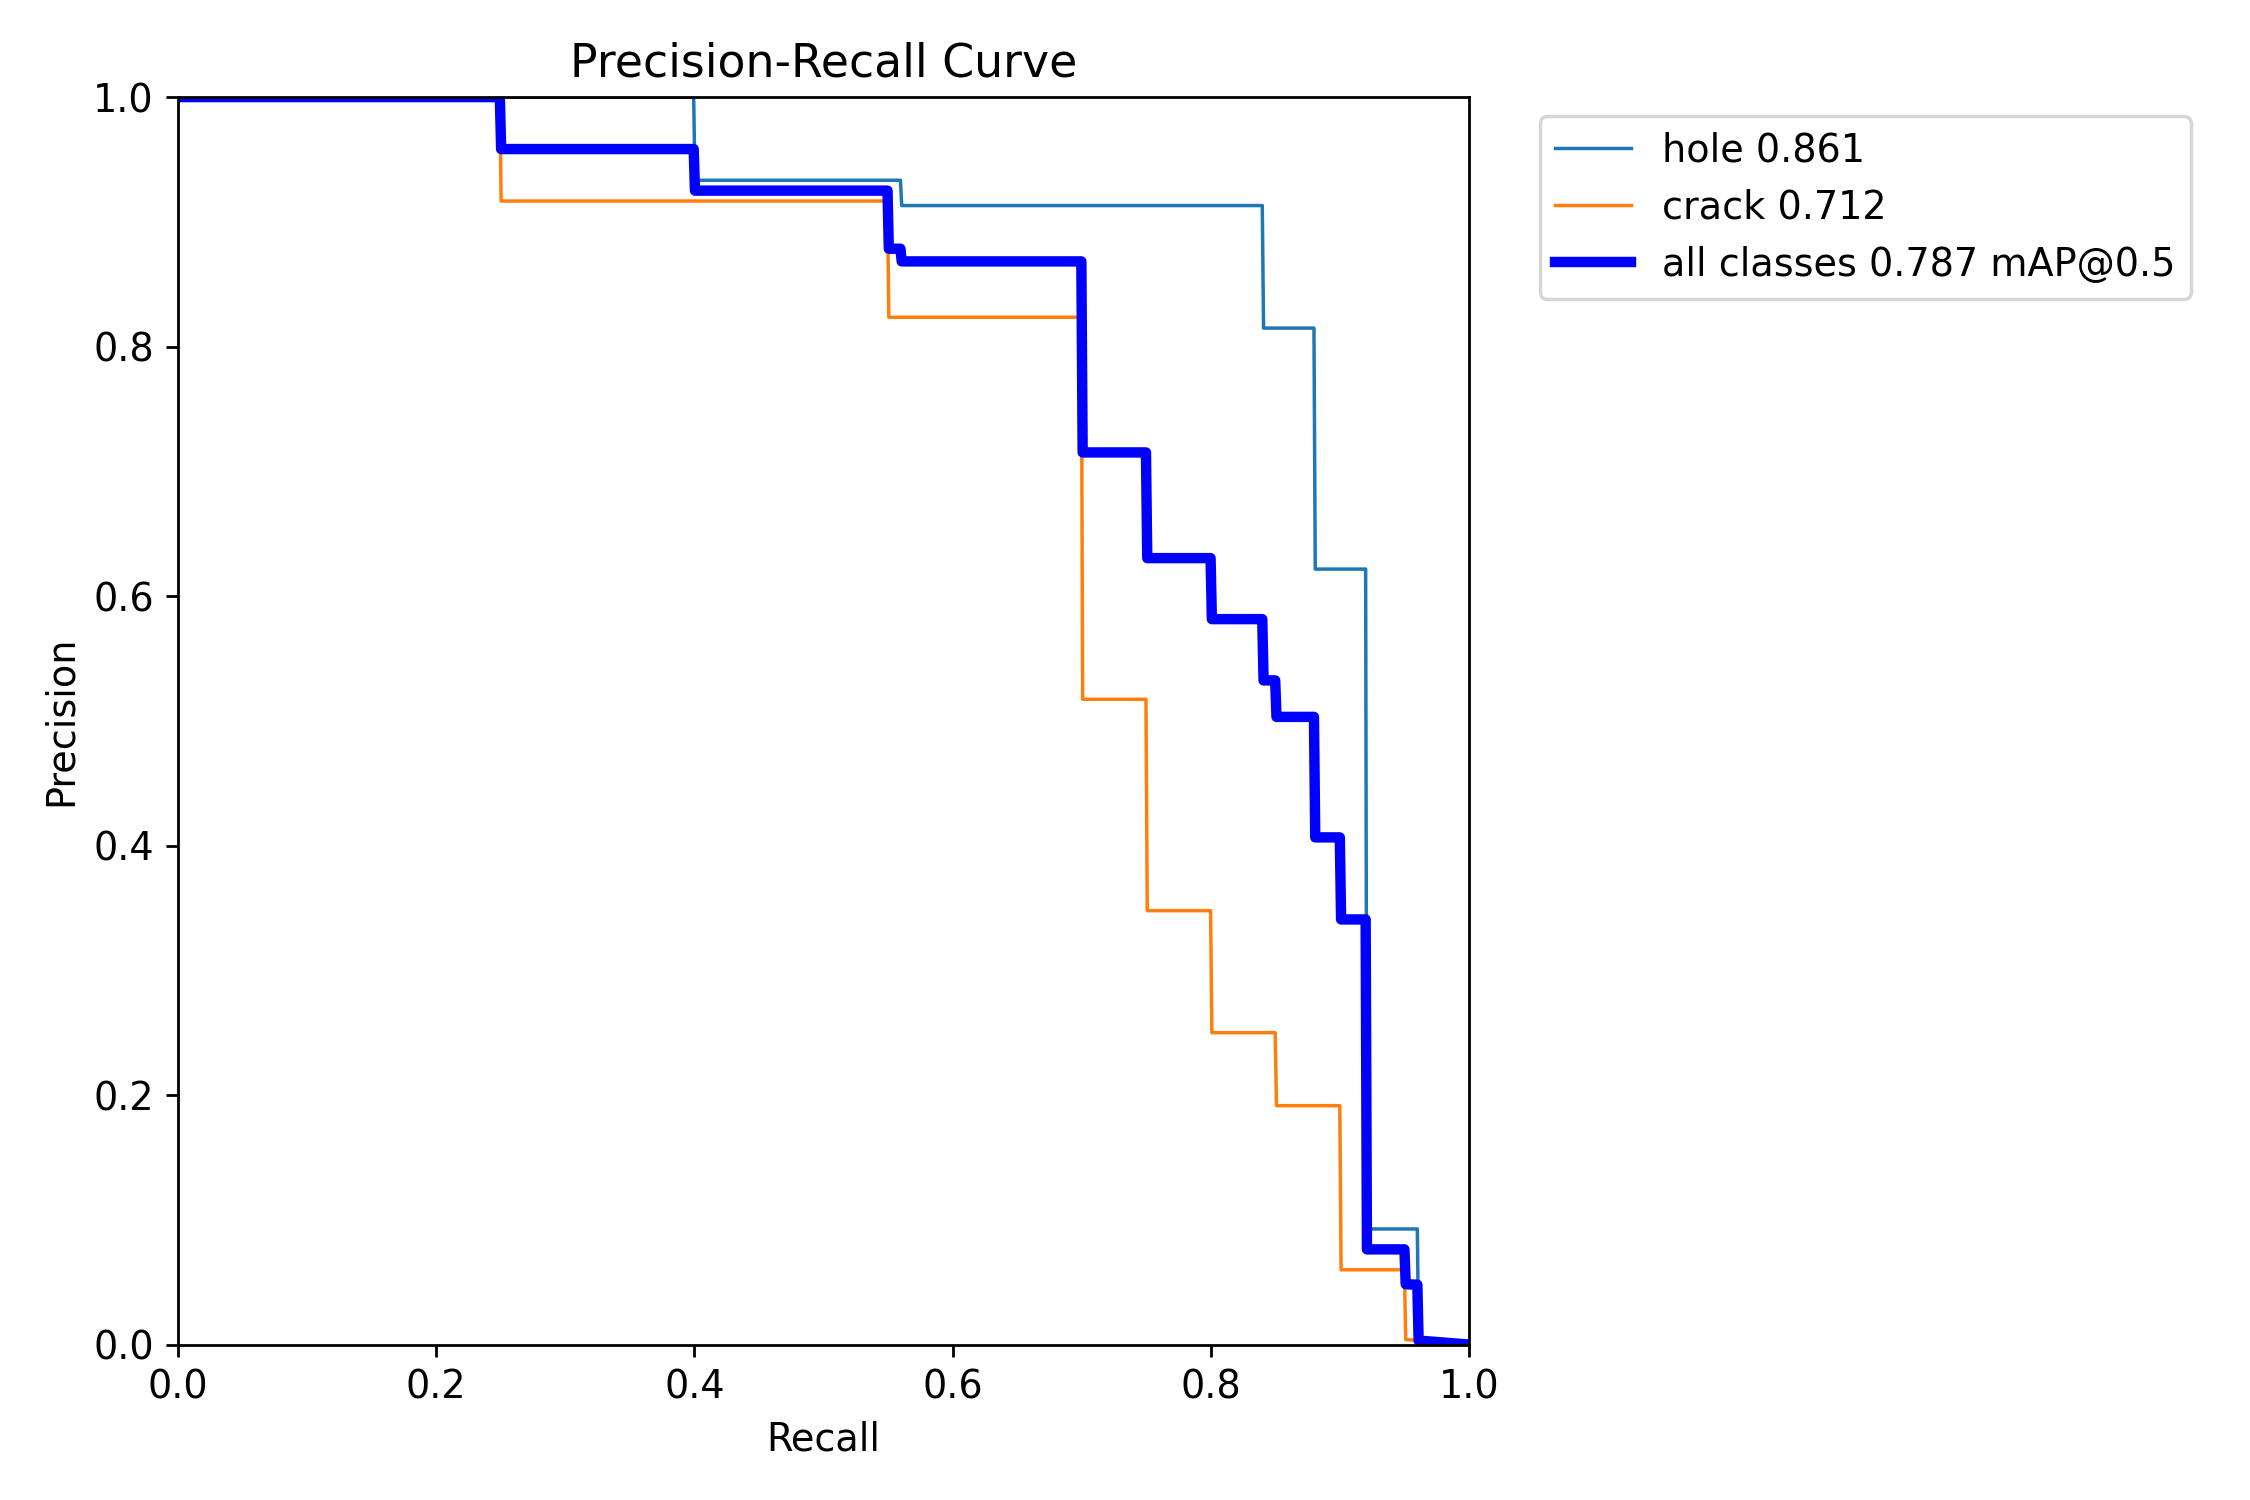 Precision-Recall Curve
1.0
0.8
0.6
0.4
0.2
0.0
Precision
0.0 0.2 0.4 0.6 0.8 1.0
Recall
hole 0.861
crack 0.712
all classes 0.787 mAP@0.5